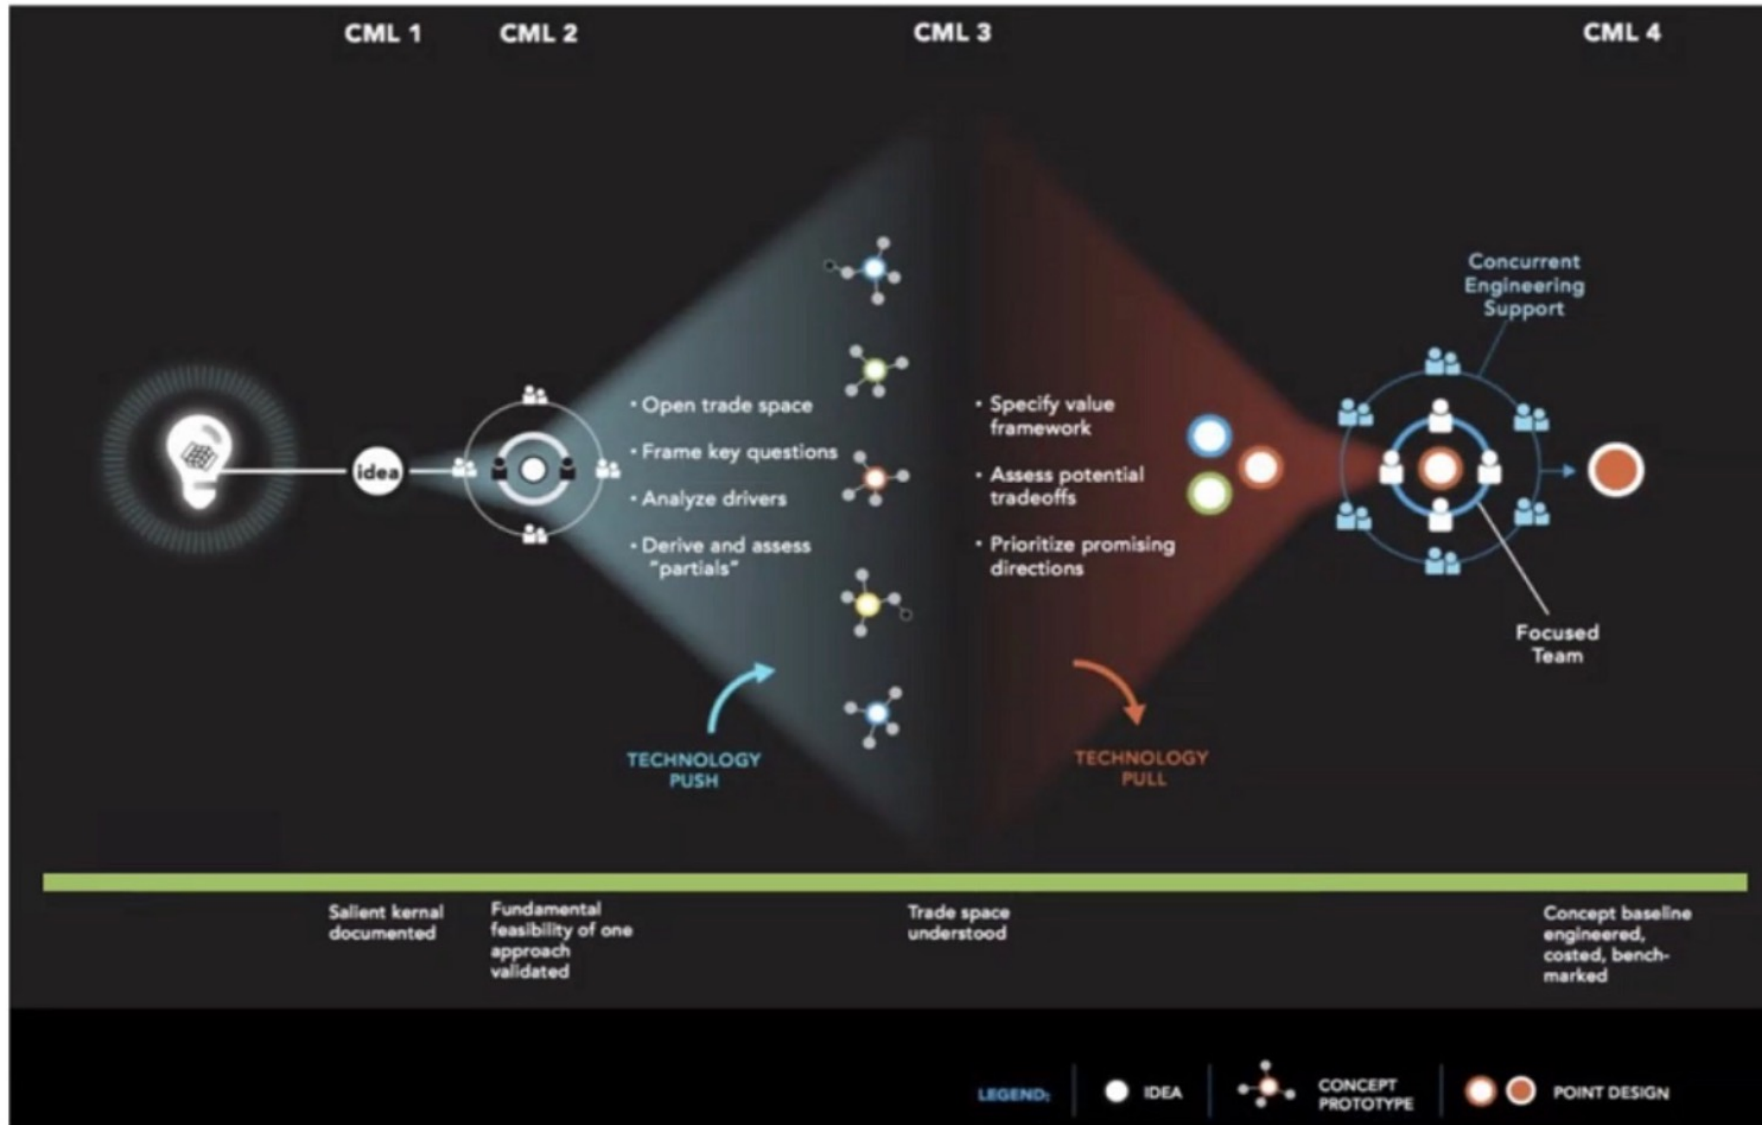 CML 1
CML 2
CML 3
CML 4
idea
• Open trade space
• Frame key questions
• Analyze drivers
• Derive and assess
"partials"
TECHNOLOGY
PUSH
• Specify value
framework
• Assess potential
tradeoffs
• Prioritize promising
directions
TECHNOLOGY
PULL
Concurrent
Engineering
Support
Focused
Team
Salient kernal
documented
Fundamental
feasibility of one
approach
validated
Trade space
understood
Concept baseline
engineered,
costed, bench-
marked
LEGEND:
IDEA
CONCEPT
PROTOTYPE
POINT DESIGN